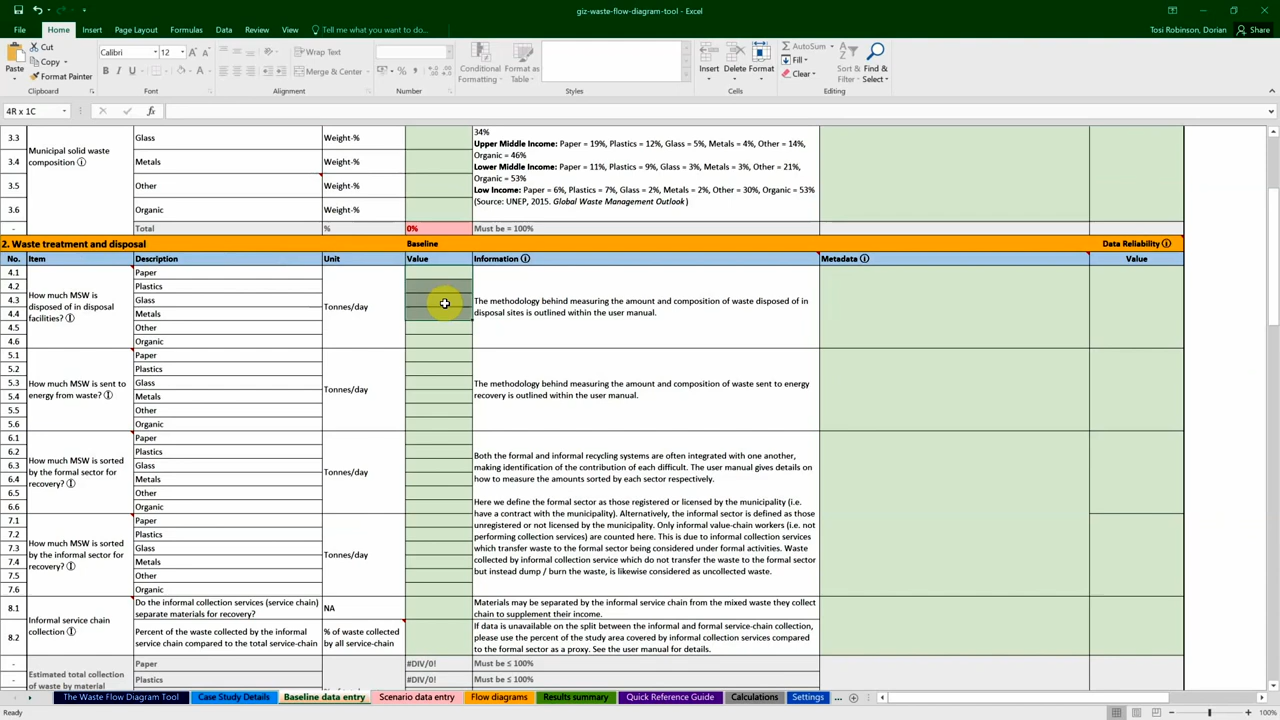 giz-waste-flow-diagram-tool - Excel
Tosi Robinson, Dorian
Share
File Home Insert Page Layout Formulas Data Review View Tell me what you want to do...
Paste
Cut
Copy
Format Painter
Clipboard
Calibri 12
B I U
Font
Wrap Text
Merge & Center
Alignment
Number
Conditional Formatting
Format as Table
Styles
Insert Delete Format
Cells
AutoSum
Fill
Clear
Sort & Filter
Find & Select
Editing
4R x 1C
fx
34%
3.3 Glass Weight-%
Upper Middle Income: Paper = 19%, Plastics = 12%, Glass = 5%, Metals = 4%, Other = 14%,
Organic = 46%
Municipal solid waste
composition
3.4 Metals Weight-%
Lower Middle Income: Paper = 11%, Plastics = 9%, Glass = 3%, Metals = 3%, Other = 21%,
Organic = 53%
3.5 Other Weight-%
Low Income: Paper = 6%, Plastics = 7%, Glass = 2%, Metals = 2%, Other = 30%, Organic = 53%
(Source: UNEP, 2015. Global Waste Management Outlook)
3.6 Organic Weight-%
- Total % 0% Must be = 100%
2. Waste treatment and disposal Baseline Data Reliability
No. Item Description Unit Value Information Metadata Value
4.1 Paper
4.2 Plastics
4.3 Glass
4.4 Metals
4.5 Other
4.6 Organic
How much MSW is
disposed of in disposal
facilities?
Tonnes/day
The methodology behind measuring the amount and composition of waste disposed of in
disposal sites is outlined within the user manual.
5.1 Paper
5.2 Plastics
5.3 Glass
5.4 Metals
5.5 Other
5.6 Organic
How much MSW is sent to
energy from waste?
Tonnes/day
The methodology behind measuring the amount and composition of waste sent to energy
recovery is outlined within the user manual.
6.1 Paper
6.2 Plastics
6.3 Glass
6.4 Metals
6.5 Other
6.6 Organic
How much MSW is sorted
by the formal sector for
recovery?
Tonnes/day
Both the formal and informal recycling systems are often integrated with one another,
making identification of the contribution of each difficult. The user manual gives details on
how to measure the amounts sorted by each sector respectively.
Here we define the formal sector as those registered or licensed by the municipality (i.e.
have a contract with the municipality). Alternatively, the informal sector is defined as those
unregistered or not licensed by the municipality. Only informal value-chain workers (i.e. not
performing collection services) are counted here. This is due to informal collection services
which transfer waste to the formal sector being considered under formal activities. Waste
collected by informal collection service which do not transfer the waste to the formal sector
but instead dump / burn the waste, is likewise considered as uncollected waste.
7.1 Paper
7.2 Plastics
7.3 Glass
7.4 Metals
7.5 Other
7.6 Organic
How much MSW is sorted
by the informal sector for
recovery?
Tonnes/day
8.1 Do the informal collection services (service chain)
separate materials for recovery?
NA
Materials may be separated by the informal service chain from the mixed waste they collect
chain to supplement their income.
Informal service chain
collection
8.2 Percent of the waste collected by the informal
service chain compared to the total service-chain
% of waste collected
by all service-chain
If data is unavailable on the split between the informal and formal service-chain collection,
please use the percent of the study area covered by informal collection services compared
to the formal sector as a proxy. See the user manual for details.
- Paper #DIV/0! Must be ≤ 100%
- Plastics #DIV/0! Must be ≤ 100%
Estimated total collection
of waste by material
The Waste Flow Diagram Tool Case Study Details Baseline data entry Scenario data entry Flow diagrams Results summary Quick Reference Guide Calculations Settings ...
Ready
100%